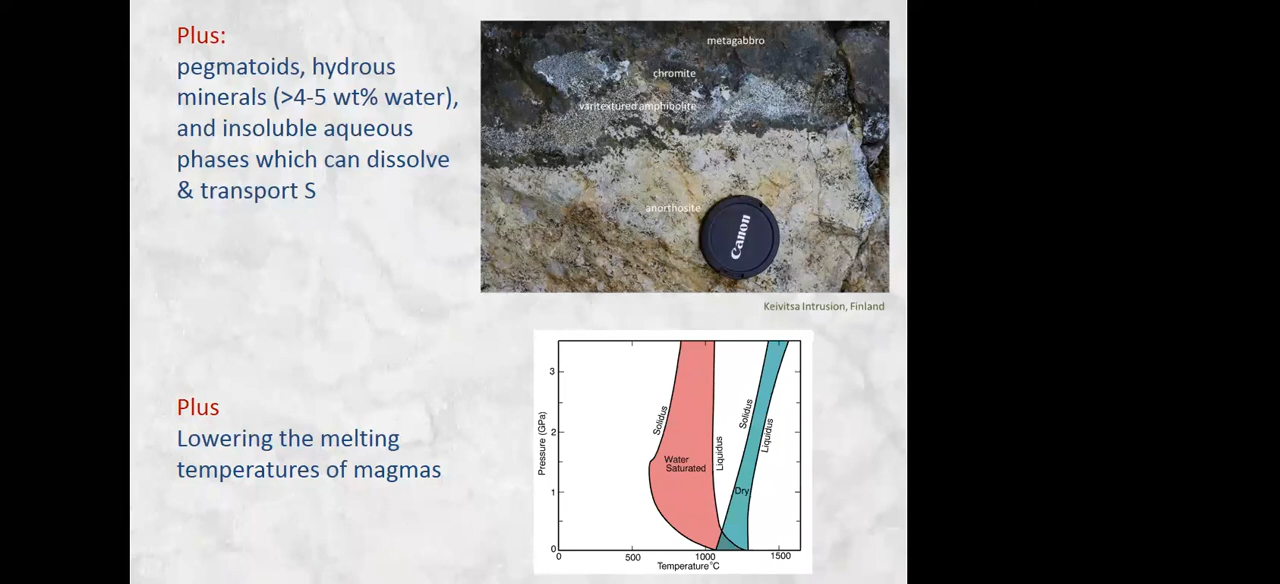 Plus:
pegmatoids, hydrous
minerals (>4-5 wt% water),
and insoluble aqueous
phases which can dissolve
& transport S
metagabbro
chromite
varitextured amphibolite
anorthosite
Canon
Keivitsa Intrusion, Finland
Plus
Lowering the melting
temperatures of magmas
Pressure (GPa)
3
2
1
0
Solidus
Water
Saturated
Liquidus
Solidus
Liquidus
Dry
0
500
1000
1500
Temperature °C